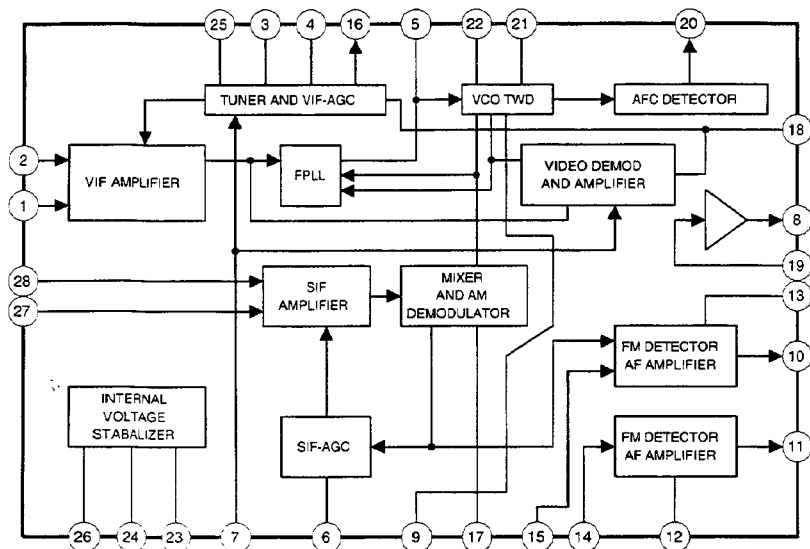 25 3 4 16 5 22 21 20
TUNER AND VIF-AGC
VCO TWD
AFC DETECTOR
18
2
VIF AMPLIFIER
FPLL
VIDEO DEMOD
AND AMPLIFIER
1
8
19
28
SIF
AMPLIFIER
MIXER
AND AM
DEMODULATOR
13
27
FM DETECTOR
AF AMPLIFIER
10
INTERNAL
VOLTAGE
STABALIZER
SIF-AGC
FM DETECTOR
AF AMPLIFIER
11
26 24 23 7 6 9 17 15 14 12